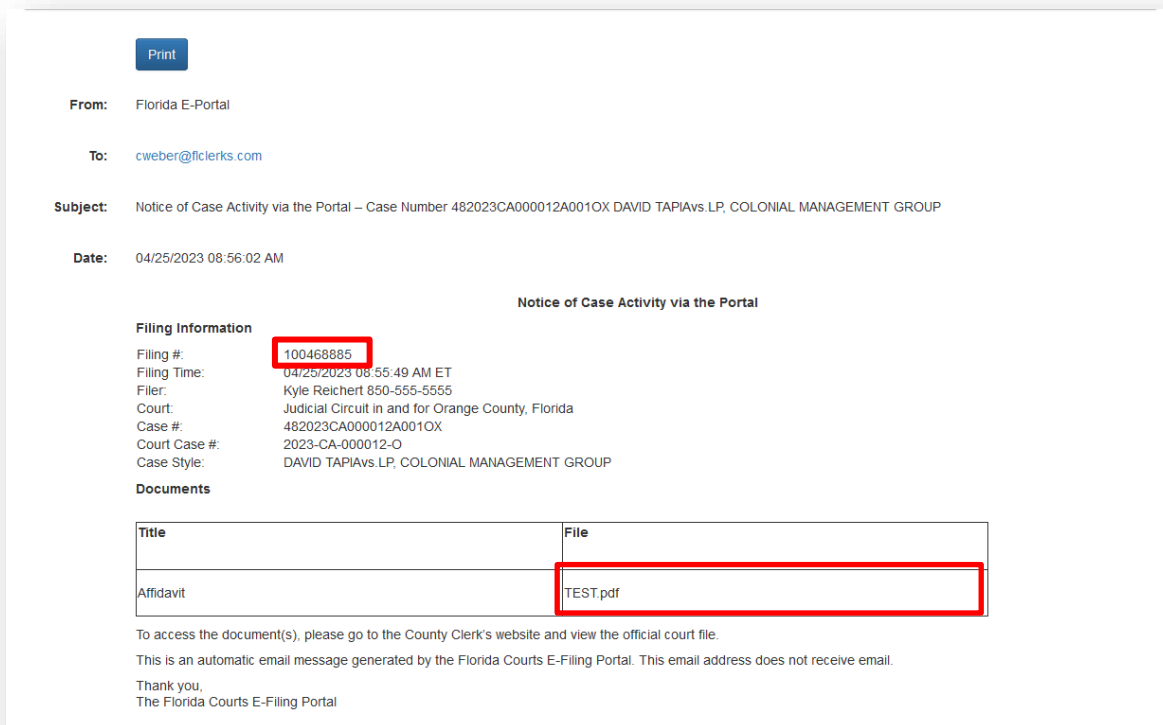 Print
From: Florida E-Portal
To: cweber@flclerks.com
Subject: Notice of Case Activity via the Portal – Case Number 482023CA000012A001OX DAVID TAPIAvs.LP, COLONIAL MANAGEMENT GROUP
Date: 04/25/2023 08:56:02 AM
Notice of Case Activity via the Portal
Filing Information
Filing #: 100468885
Filing Time: 04/25/2023 08:55:49 AM ET
Filer: Kyle Reichert 850-555-5555
Court: Judicial Circuit in and for Orange County, Florida
Case #: 482023CA000012A001OX
Court Case #: 2023-CA-000012-O
Case Style: DAVID TAPIAvs.LP, COLONIAL MANAGEMENT GROUP
Documents
Title File
Affidavit TEST.pdf
To access the document(s), please go to the County Clerk's website and view the official court file.
This is an automatic email message generated by the Florida Courts E-Filing Portal. This email address does not receive email.
Thank you,
The Florida Courts E-Filing Portal